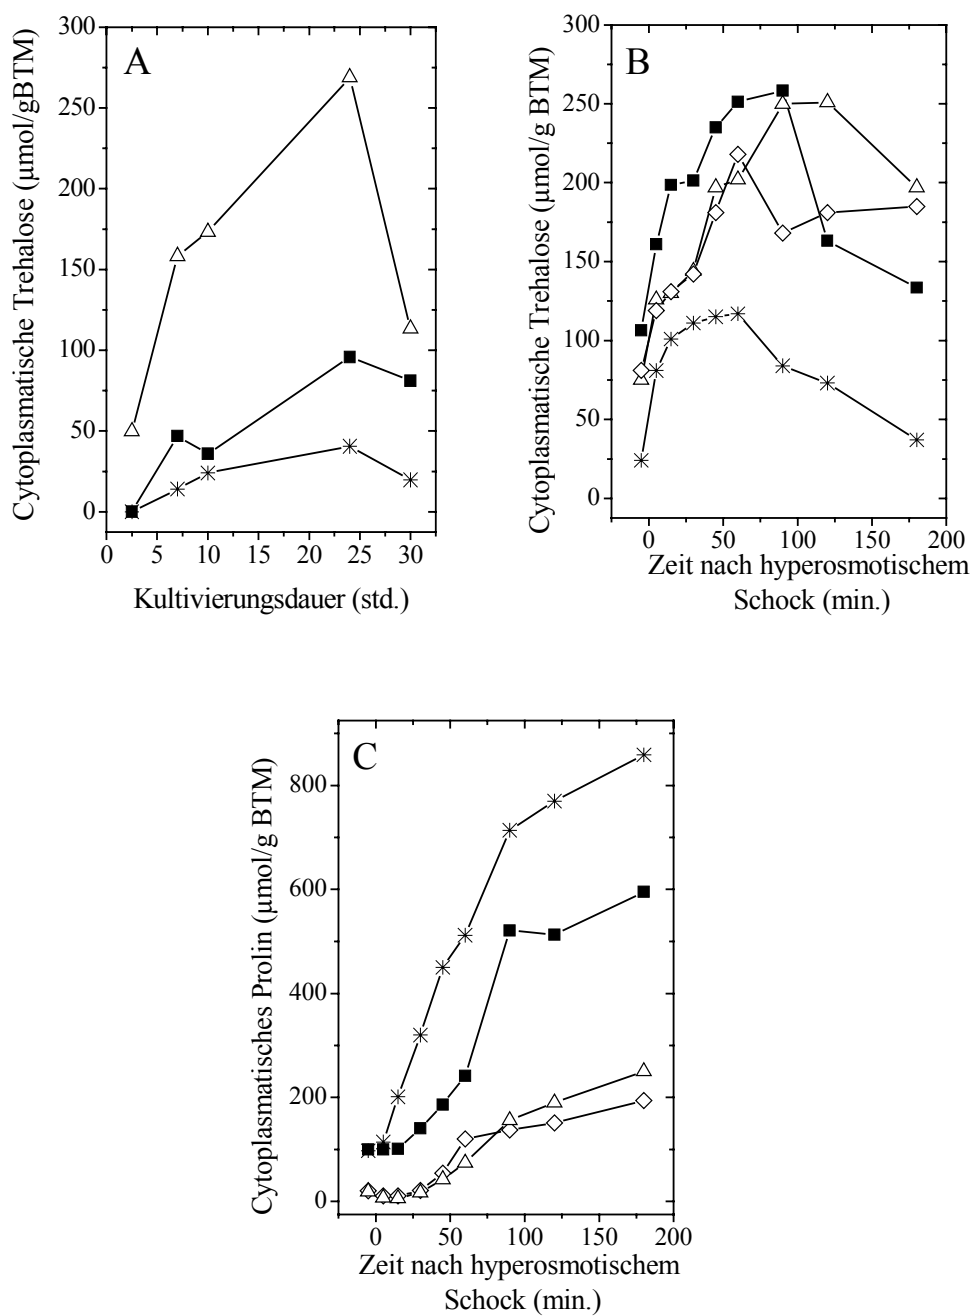 A
Cytoplasmatische Trehalose (µmol/gBTM)
300
250
200
150
100
50
0
0 5 10 15 20 25 30
Kultivierungsdauer (std.)
B
Cytoplasmatische Trehalose (µmol/g BTM)
300
250
200
150
100
50
0
0 50 100 150 200
Zeit nach hyperosmotischem
Schock (min.)
C
Cytoplasmatisches Prolin (µmol/g BTM)
800
600
400
200
0
0 50 100 150 200
Zeit nach hyperosmotischem
Schock (min.)